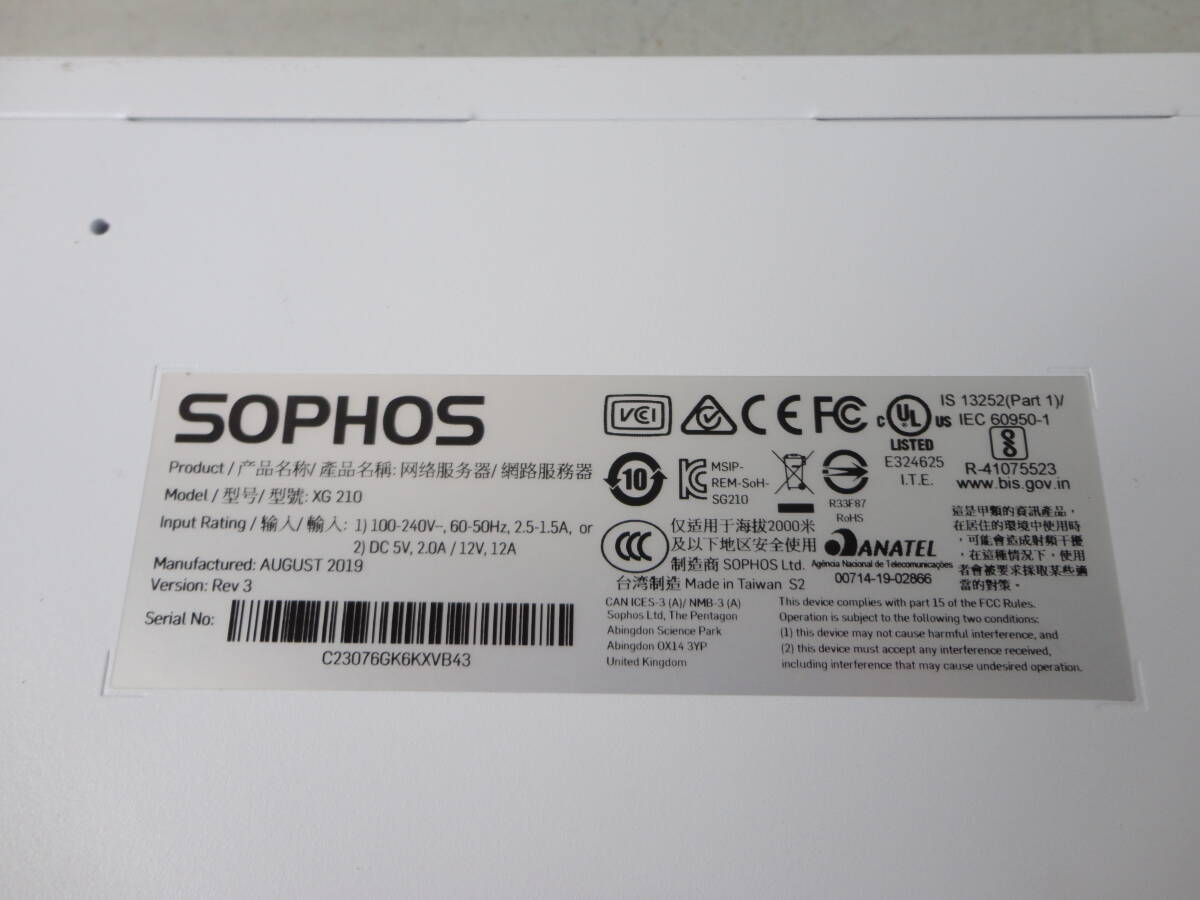 SOPHOS
Product / 产品名称/ 產品名稱: 网络服务器/ 網路服務器
Model / 型号/ 型號: XG 210
Input Rating / 输入/ 輸入: 1) 100-240V~, 60-50Hz, 2.5-1.5A, or
2) DC 5V, 2.0A / 12V, 12A
Manufactured: AUGUST 2019
Version: Rev 3
Serial No:
C23076GK6KXVB43
VCI
CE FC
C UL US
LISTED
E324625
I.T.E.
IS 13252(Part 1)/
IEC 60950-1
R-41075523
www.bis.gov.in
10
MSIP-
REM-SoH-
SG210
R33F87
RoHS
CCC
仅适用于海拔2000米
及以下地区安全使用
制造商 SOPHOS Ltd.
台湾制造 Made in Taiwan S2
ANATEL
Agência Nacional de Telecomunicações
00714-19-02866
這是甲類的資訊產品，
在居住的環境中使用時
，可能會造成射頻干擾
，在這種情況下，使用
者會被要求採取某些適
當的對策。
CAN ICES-3 (A)/ NMB-3 (A)
Sophos Ltd, The Pentagon
Abingdon Science Park
Abingdon OX14 3YP
United Kingdom
This device complies with part 15 of the FCC Rules.
Operation is subject to the following two conditions:
(1) this device may not cause harmful interference, and
(2) this device must accept any interference received,
including interference that may cause undesired operation.